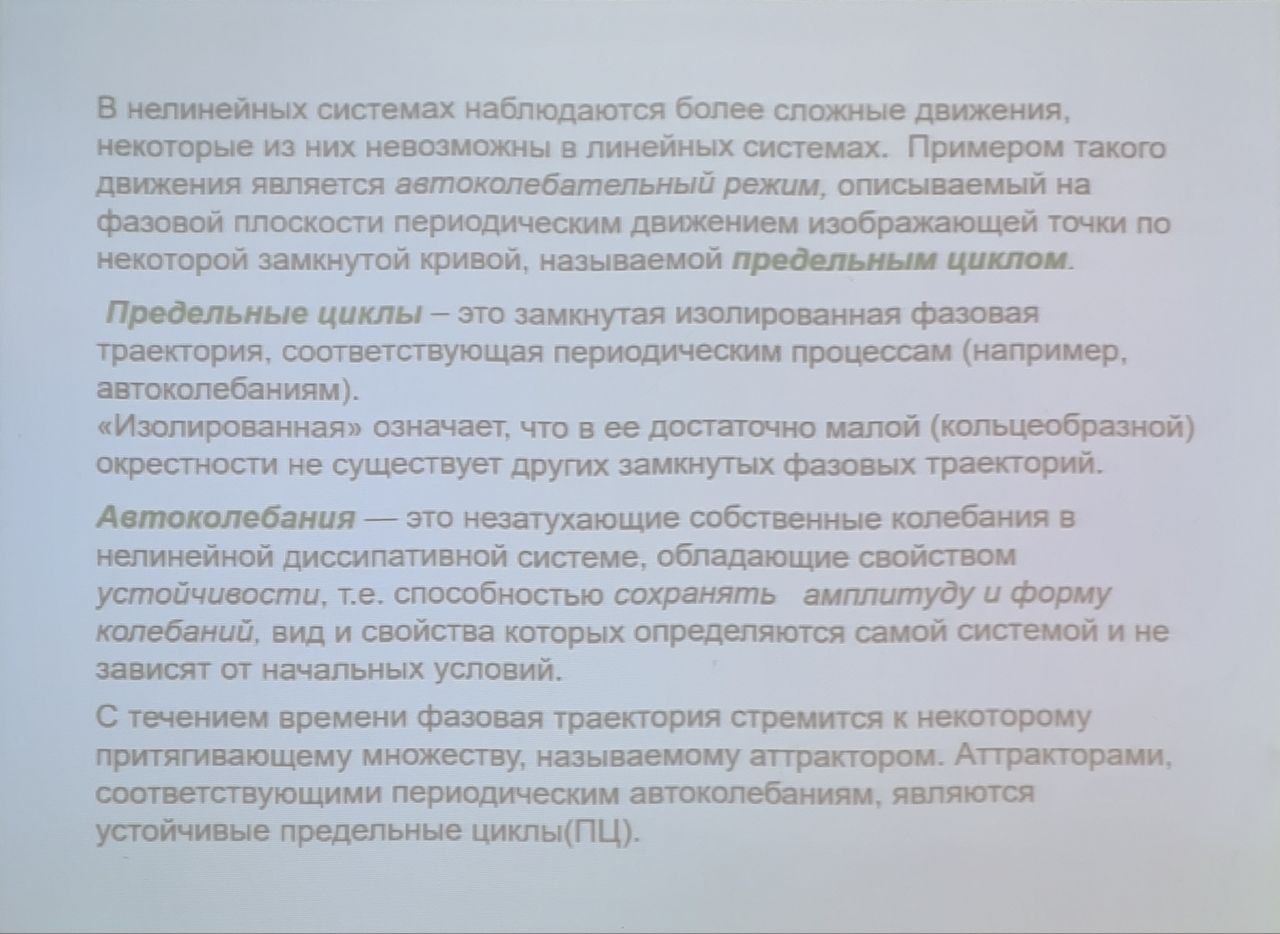 В нелинейных системах наблюдаются более сложные движения,
некоторые из них невозможны в линейных системах. Примером такого
движения является автоколебательный режим, описываемый на
фазовой плоскости периодическим движением изображающей точки по
некоторой замкнутой кривой, называемой предельным циклом.
Предельные циклы – это замкнутая изолированная фазовая
траектория, соответствующая периодическим процессам (например,
автоколебаниям).
«Изолированная» означает, что в ее достаточно малой (кольцеобразной)
окрестности не существует других замкнутых фазовых траекторий.
Автоколебания — это незатухающие собственные колебания в
нелинейной диссипативной системе, обладающие свойством
устойчивости, т.е. способностью сохранять амплитуду и форму
колебаний, вид и свойства которых определяются самой системой и не
зависят от начальных условий.
С течением времени фазовая траектория стремится к некоторому
притягивающему множеству, называемому аттрактором. Аттракторами,
соответствующими периодическим автоколебаниям, являются
устойчивые предельные циклы(ПЦ).